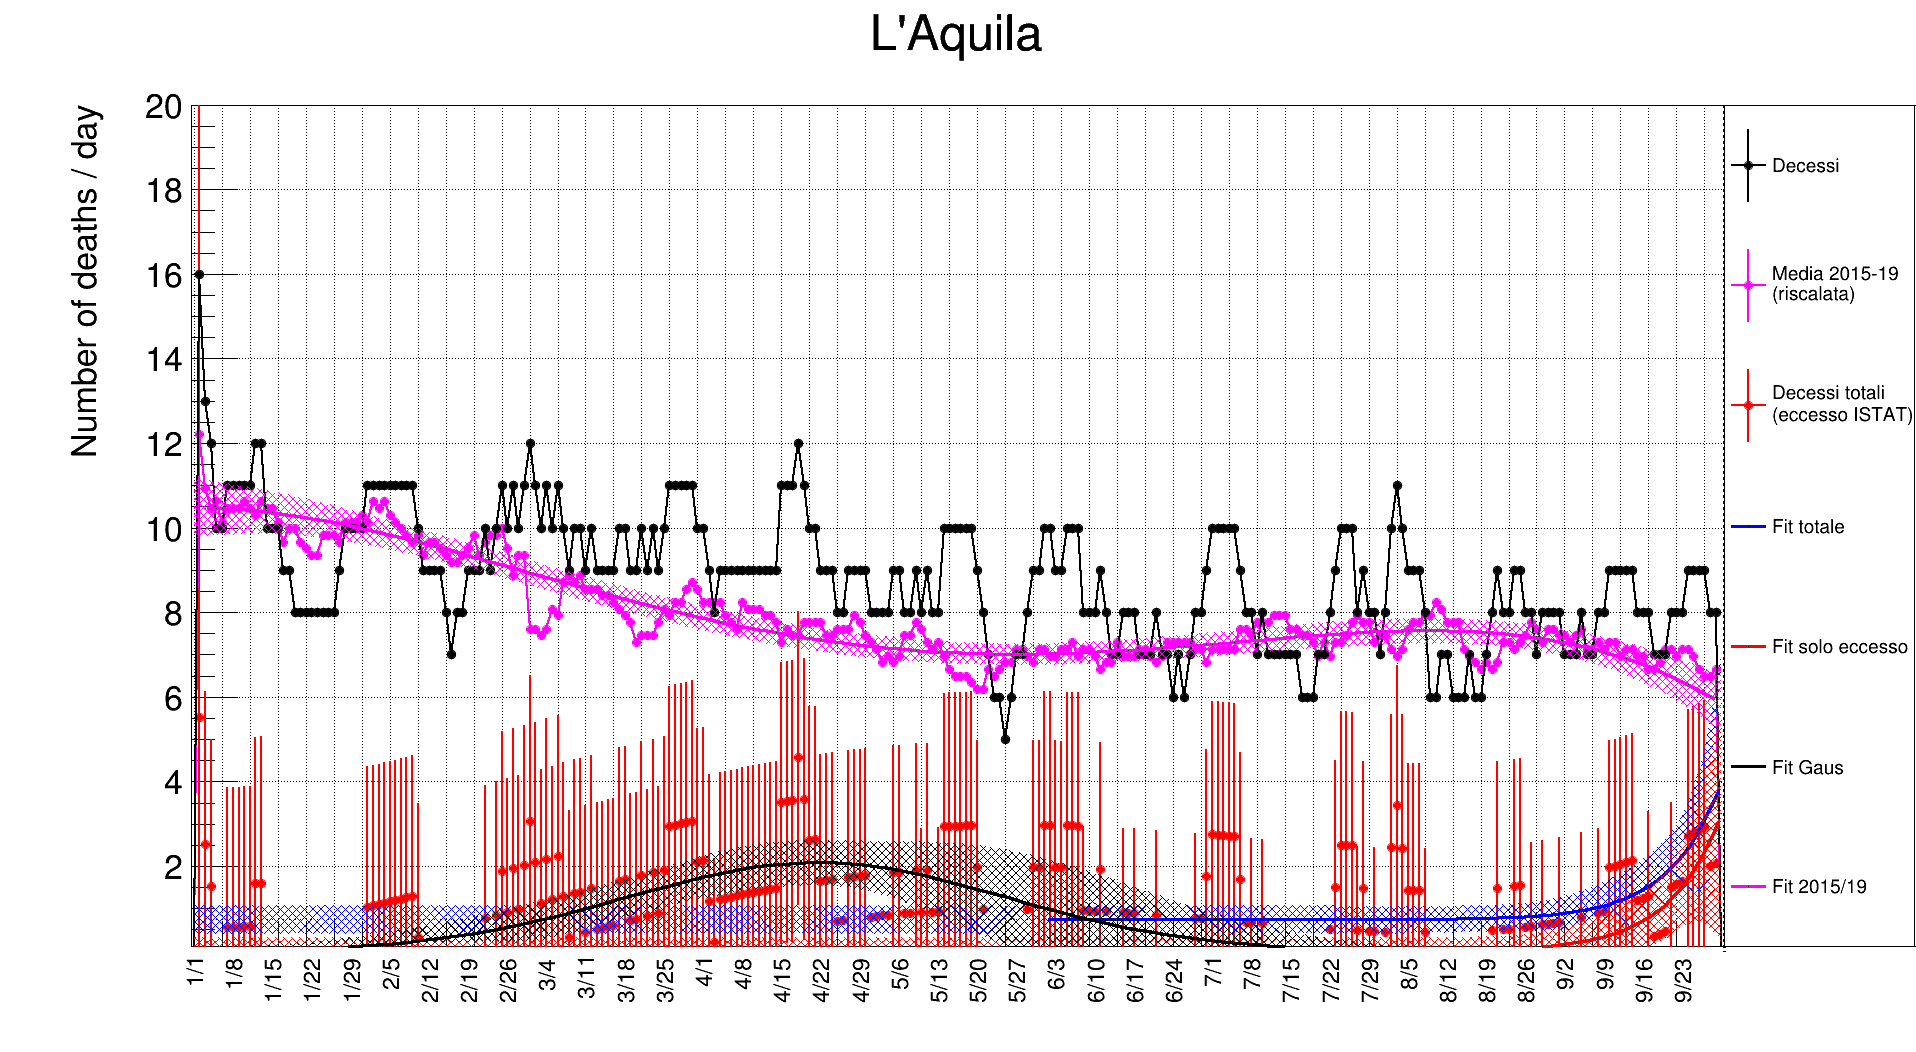 L'Aquila
Number of deaths / day
20
18
16
14
12
10
8
6
4
2
1/1 1/8 1/15 1/22 1/29 2/5 2/12 2/19 2/26 3/4 3/11 3/18 3/25 4/1 4/8 4/15 4/22 4/29 5/6 5/13 5/20 5/27 6/3 6/10 6/17 6/24 7/1 7/8 7/15 7/22 7/29 8/5 8/12 8/19 8/26 9/2 9/9 9/16 9/23
Decessi
Media 2015-19
(riscalata)
Decessi totali
(eccesso ISTAT)
Fit totale
Fit solo eccesso
Fit Gaus
Fit 2015/19